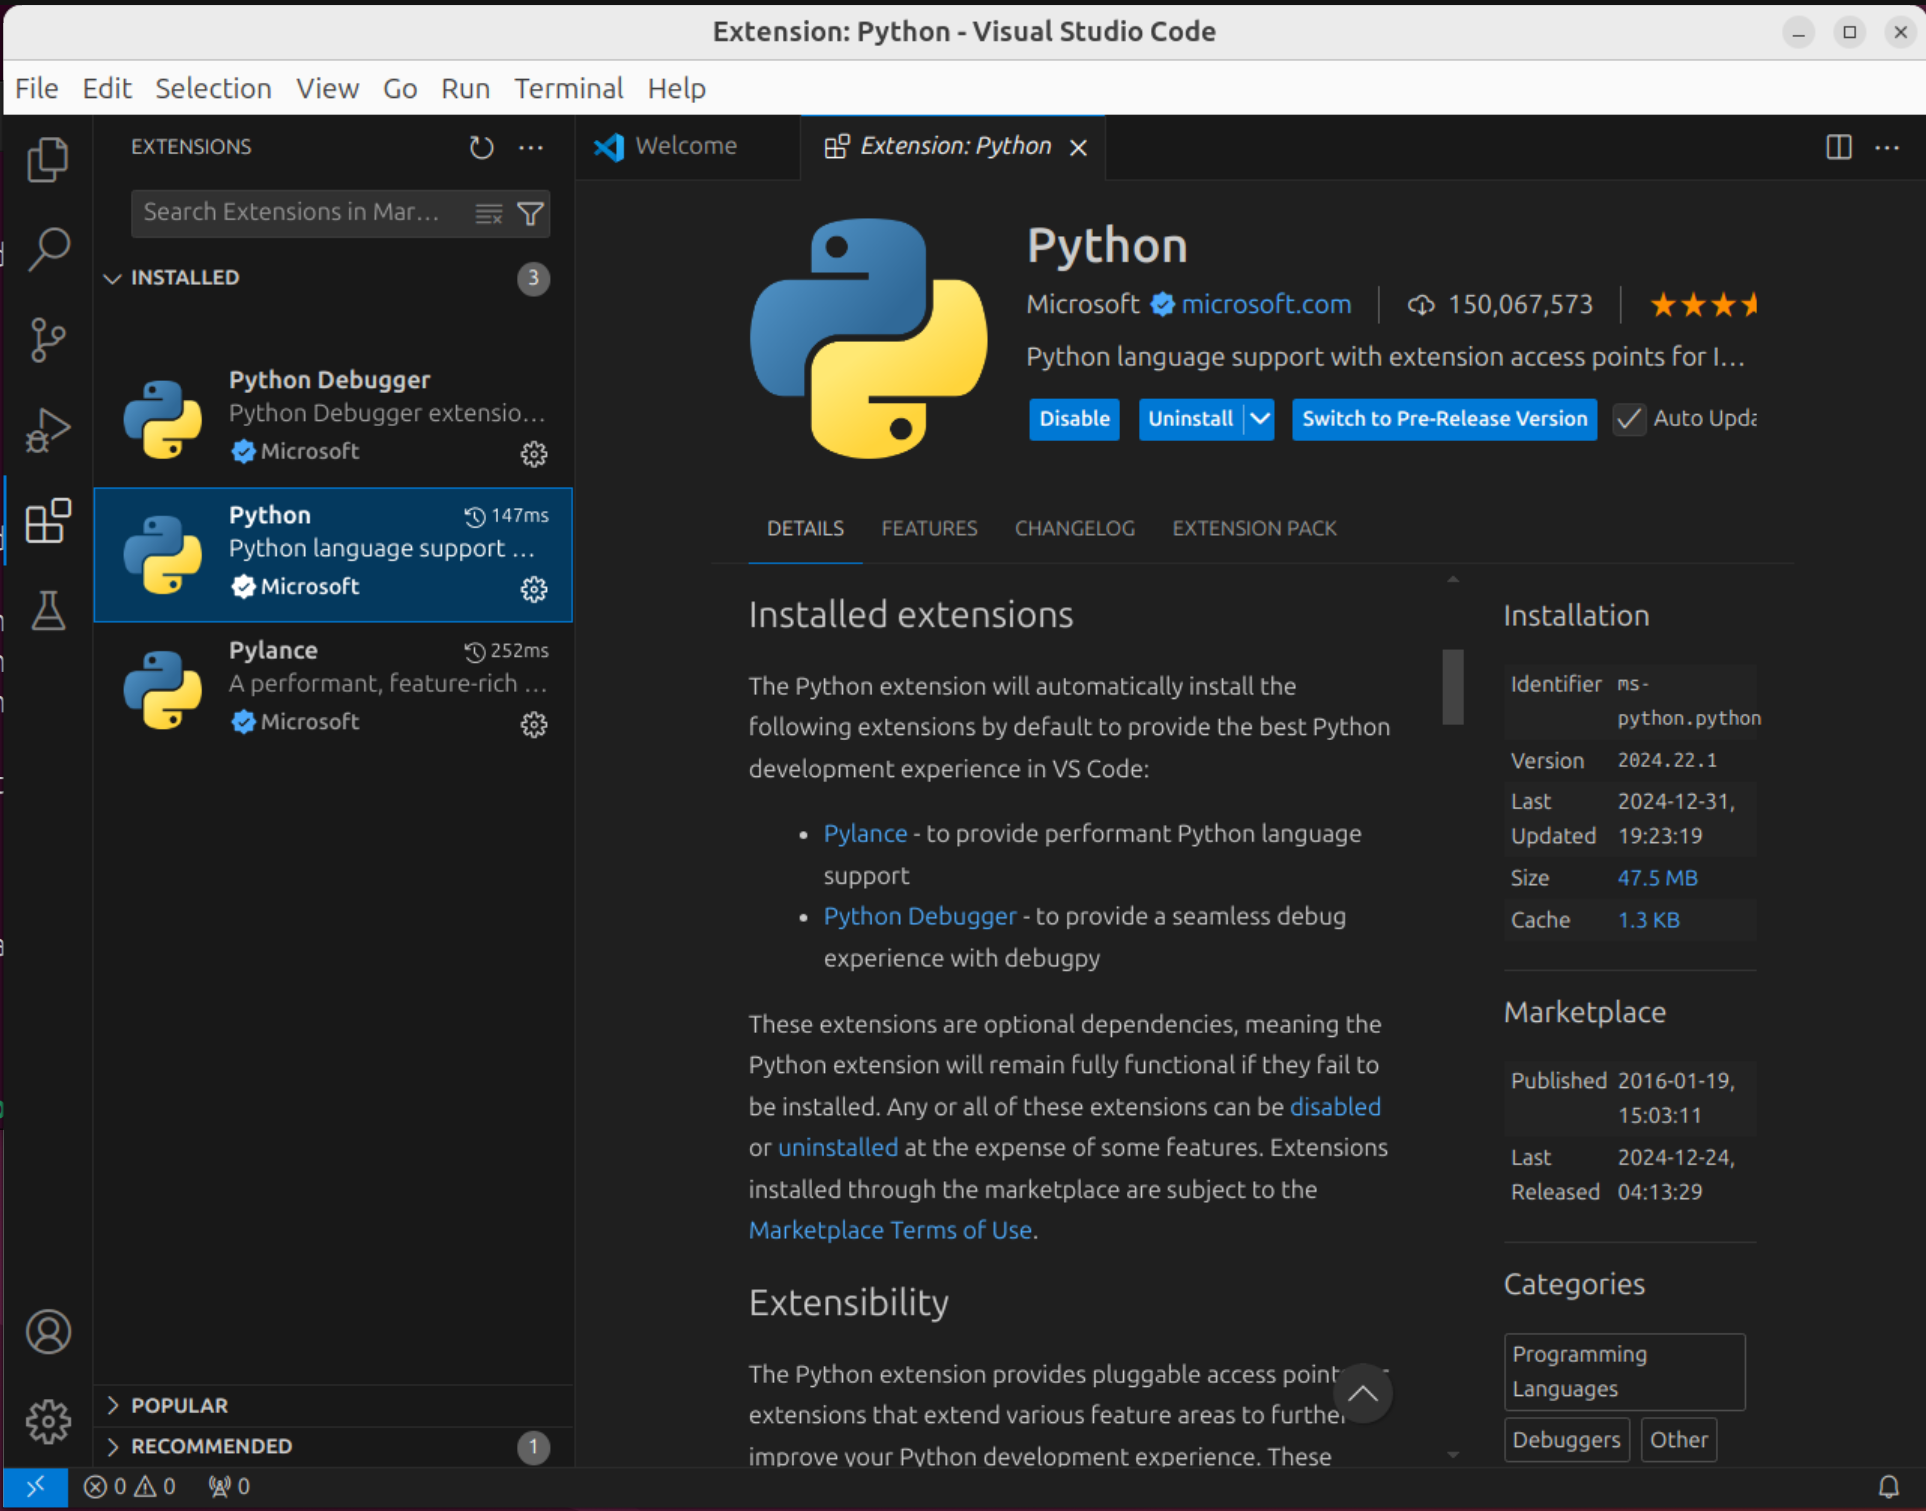 Extension: Python - Visual Studio Code
File Edit Selection View Go Run Terminal Help
EXTENSIONS
Search Extensions in Mar...
INSTALLED
3
Python Debugger
Python Debugger extensio...
Microsoft
Python
147ms
Python language support ...
Microsoft
Pylance
252ms
A performant, feature-rich ...
Microsoft
POPULAR
RECOMMENDED
1
Welcome
Extension: Python
Python
Microsoft microsoft.com 150,067,573
Python language support with extension access points for I...
Disable Uninstall Switch to Pre-Release Version Auto Upda
DETAILS FEATURES CHANGELOG EXTENSION PACK
Installed extensions
The Python extension will automatically install the
following extensions by default to provide the best Python
development experience in VS Code:
• Pylance - to provide performant Python language
support
• Python Debugger - to provide a seamless debug
experience with debugpy
These extensions are optional dependencies, meaning the
Python extension will remain fully functional if they fail to
be installed. Any or all of these extensions can be disabled
or uninstalled at the expense of some features. Extensions
installed through the marketplace are subject to the
Marketplace Terms of Use.
Extensibility
The Python extension provides pluggable access point
extensions that extend various feature areas to further
improve your Python development experience. These
Installation
Identifier ms-
python.python
Version 2024.22.1
Last 2024-12-31,
Updated 19:23:19
Size 47.5 MB
Cache 1.3 KB
Marketplace
Published 2016-01-19,
15:03:11
Last 2024-12-24,
Released 04:13:29
Categories
Programming
Languages
Debuggers Other
0 0 0